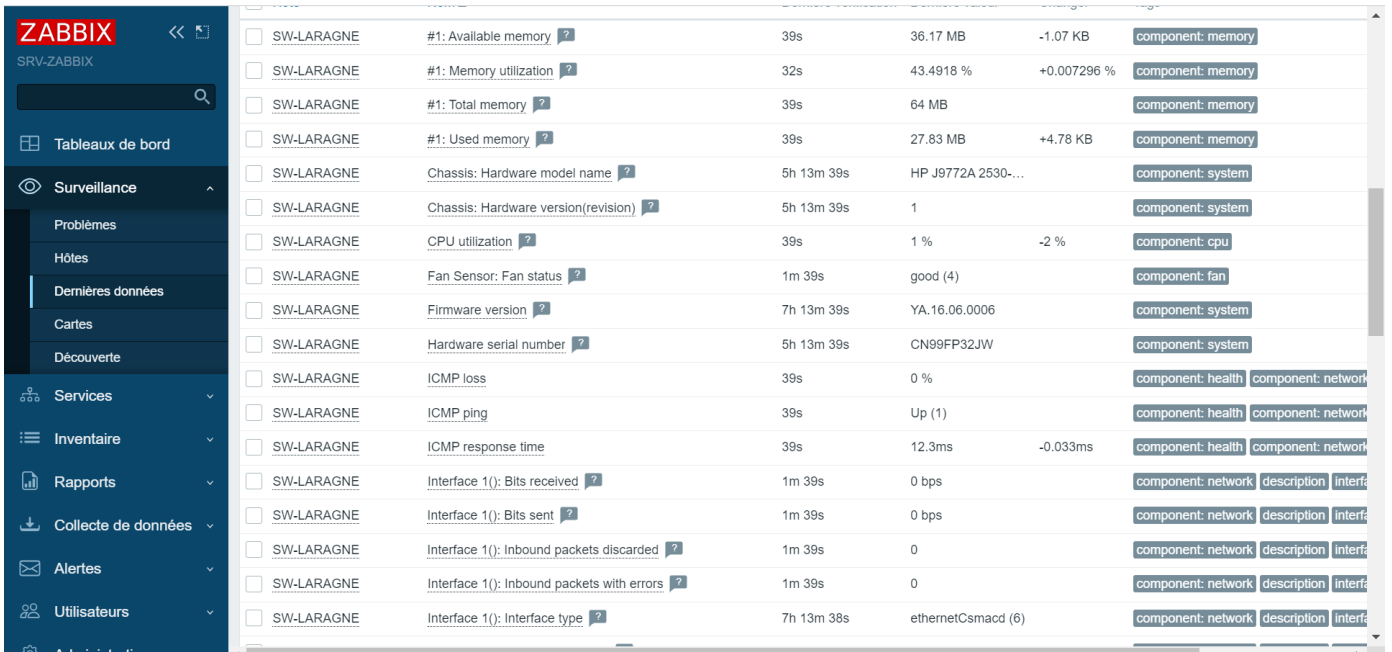 ZABBIX
SRV-ZABBIX
Tableaux de bord
Surveillance
Problèmes
Hôtes
Dernières données
Cartes
Découverte
Services
Inventaire
Rapports
Collecte de données
Alertes
Utilisateurs
SW-LARAGNE #1: Available memory ? 39s 36.17 MB -1.07 KB component: memory
SW-LARAGNE #1: Memory utilization ? 32s 43.4918 % +0.007296 % component: memory
SW-LARAGNE #1: Total memory ? 39s 64 MB component: memory
SW-LARAGNE #1: Used memory ? 39s 27.83 MB +4.78 KB component: memory
SW-LARAGNE Chassis: Hardware model name ? 5h 13m 39s HP J9772A 2530-... component: system
SW-LARAGNE Chassis: Hardware version(revision) ? 5h 13m 39s 1 component: system
SW-LARAGNE CPU utilization ? 39s 1 % -2 % component: cpu
SW-LARAGNE Fan Sensor: Fan status ? 1m 39s good (4) component: fan
SW-LARAGNE Firmware version ? 7h 13m 39s YA.16.06.0006 component: system
SW-LARAGNE Hardware serial number ? 5h 13m 39s CN99FP32JW component: system
SW-LARAGNE ICMP loss 39s 0 % component: health component: network
SW-LARAGNE ICMP ping 39s Up (1) component: health component: network
SW-LARAGNE ICMP response time 39s 12.3ms -0.033ms component: health component: network
SW-LARAGNE Interface 1(): Bits received ? 1m 39s 0 bps component: network description interfa
SW-LARAGNE Interface 1(): Bits sent ? 1m 39s 0 bps component: network description interfa
SW-LARAGNE Interface 1(): Inbound packets discarded ? 1m 39s 0 component: network description interfa
SW-LARAGNE Interface 1(): Inbound packets with errors ? 1m 39s 0 component: network description interfa
SW-LARAGNE Interface 1(): Interface type ? 7h 13m 38s ethernetCsmacd (6) component: network description interfa